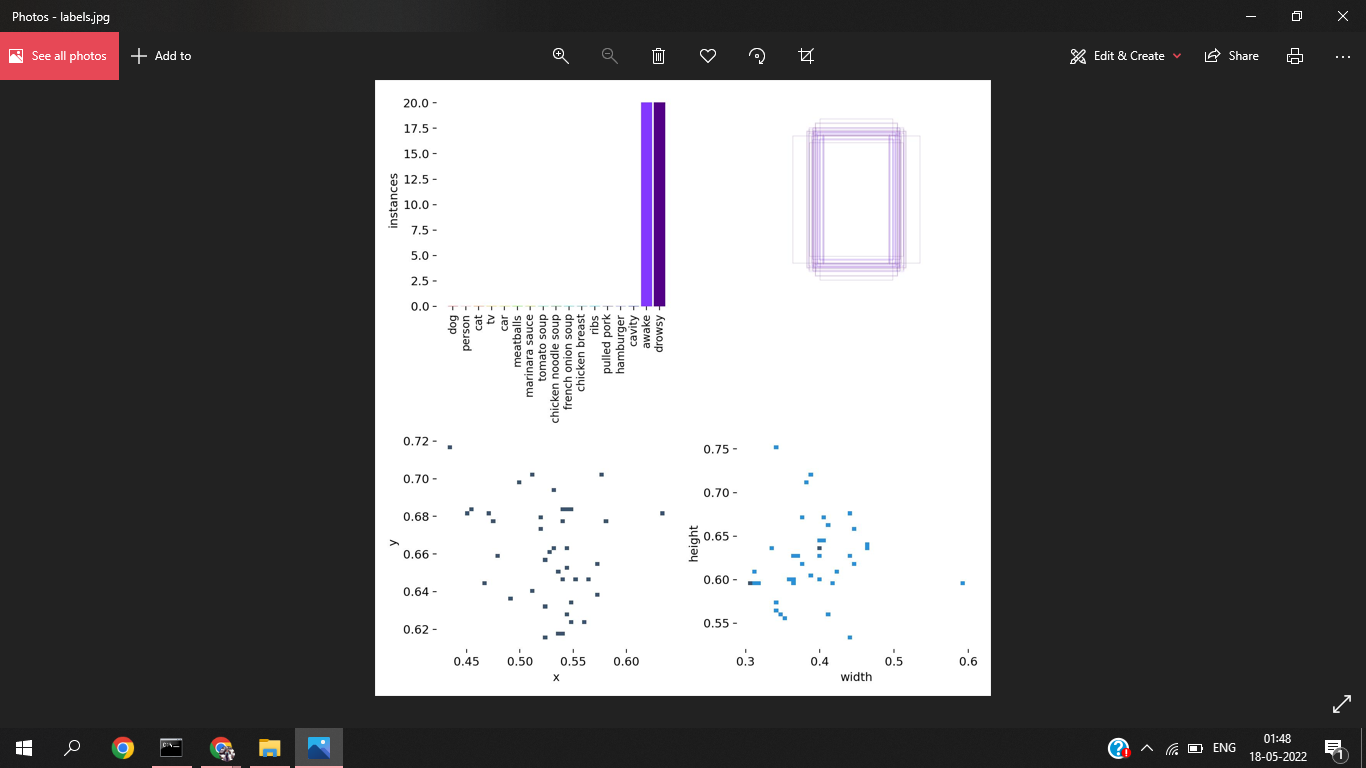 Photos - labels.jpg
See all photos
Add to
Edit & Create
Share
20.0
17.5
15.0
12.5
10.0
7.5
5.0
2.5
0.0
instances
dog
person
cat
tv
car
meatballs
marinara sauce
tomato soup
chicken noodle soup
french onion soup
chicken breast
ribs
pulled pork
hamburger
cavity
awake
drowsy
0.72
0.70
0.68
0.66
0.64
0.62
y
0.45 0.50 0.55 0.60
x
0.75
0.70
0.65
0.60
0.55
height
0.3 0.4 0.5 0.6
width
ENG
01:48
18-05-2022
1